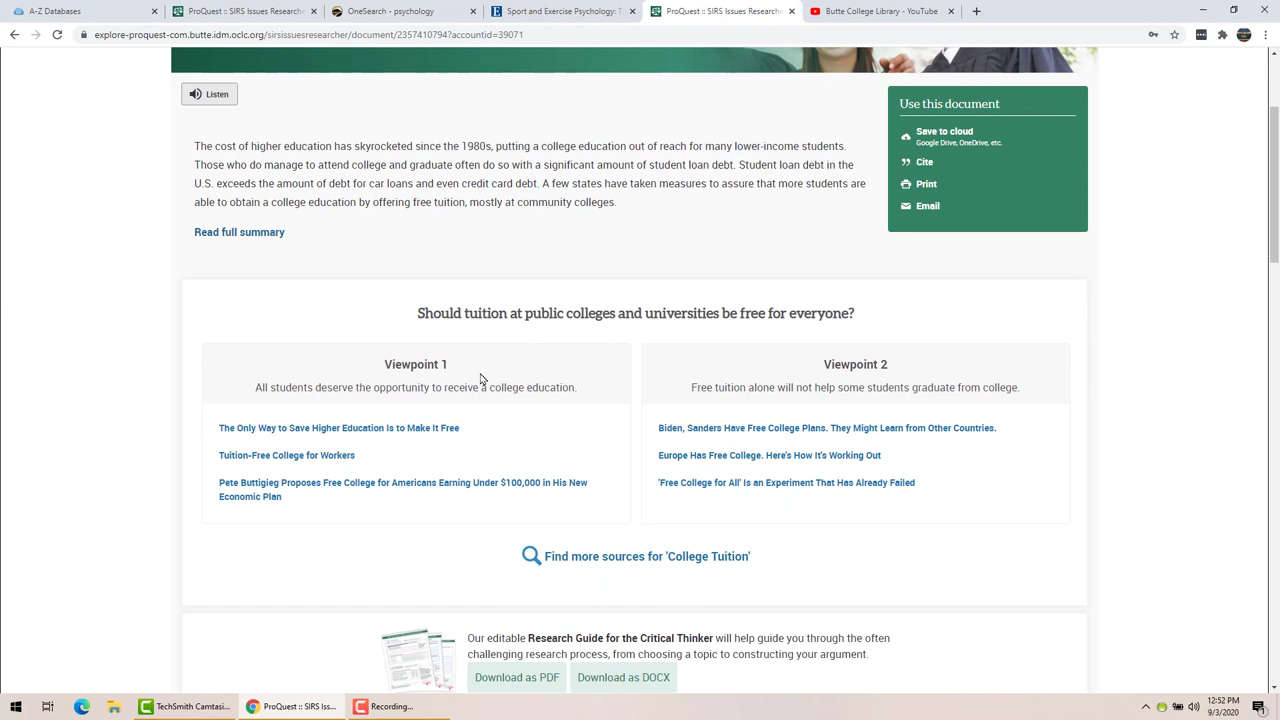 A-Z Databases
ProQuest :: SIRS Issues Research
OneSearch - psychology
Sport and Exercise Psychology: T
ProQuest :: SIRS Issues Resear
Butte College Library - YouTube
explore-proquest-com.butte.idm.oclc.org/sirsissuesresearcher/document/2357410794?accountid=39071
Listen
Use this document
Save to cloud
Google Drive, OneDrive, etc.
Cite
Print
Email
The cost of higher education has skyrocketed since the 1980s, putting a college education out of reach for many lower-income students.
Those who do manage to attend college and graduate often do so with a significant amount of student loan debt. Student loan debt in the
U.S. exceeds the amount of debt for car loans and even credit card debt. A few states have taken measures to assure that more students are
able to obtain a college education by offering free tuition, mostly at community colleges.
Read full summary
Should tuition at public colleges and universities be free for everyone?
Viewpoint 1
All students deserve the opportunity to receive a college education.
The Only Way to Save Higher Education Is to Make It Free
Tuition-Free College for Workers
Pete Buttigieg Proposes Free College for Americans Earning Under $100,000 in His New
Economic Plan
Viewpoint 2
Free tuition alone will not help some students graduate from college.
Biden, Sanders Have Free College Plans. They Might Learn from Other Countries.
Europe Has Free College. Here's How It's Working Out
'Free College for All' Is an Experiment That Has Already Failed
Find more sources for 'College Tuition'
Our editable Research Guide for the Critical Thinker will help guide you through the often
challenging research process, from choosing a topic to constructing your argument.
Download as PDF
Download as DOCX
TechSmith Camtasi...
ProQuest :: SIRS Iss...
Recording...
12:52 PM
9/3/2020